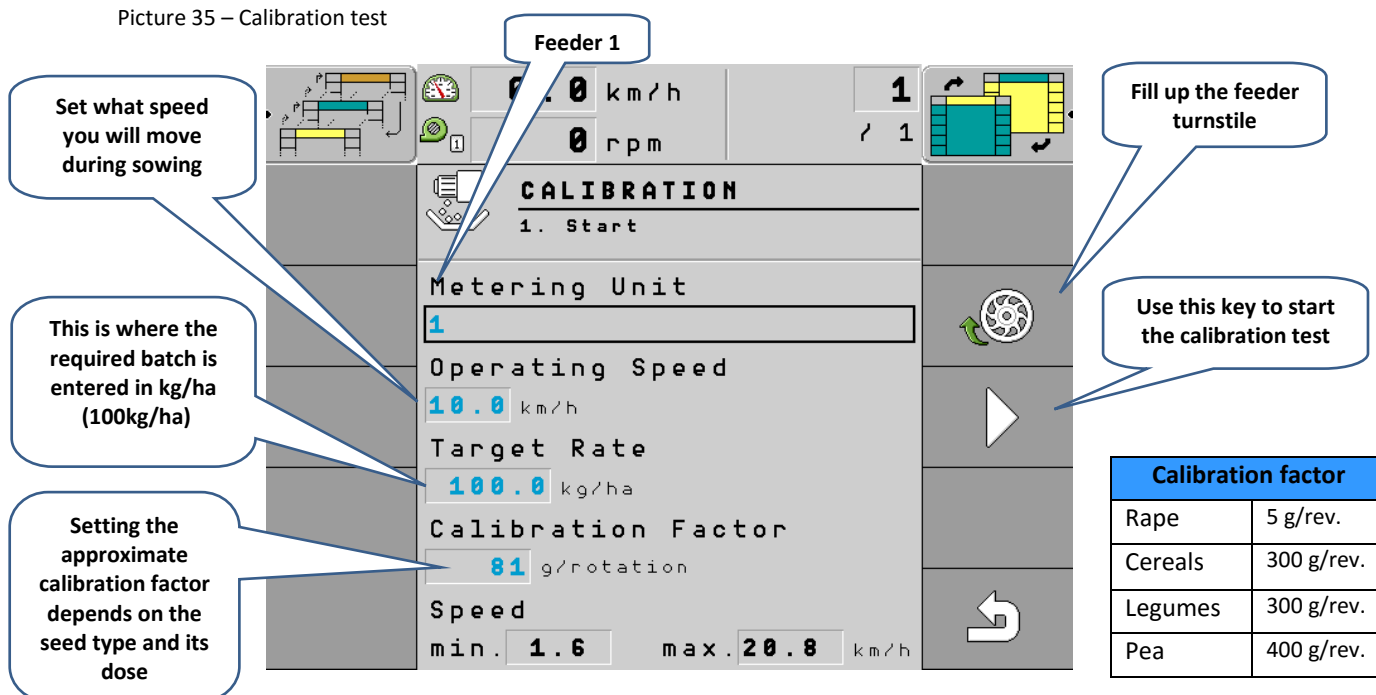 Picture 35 – Calibration test
Feeder 1
Set what speed
you will move
during sowing
This is where the
required batch is
entered in kg/ha
(100kg/ha)
Setting the
approximate
calibration factor
depends on the
seed type and its
dose
km/h
1
1
0 rpm
/ 1
CALIBRATION
1. Start
Metering Unit
1
Operating Speed
10.0 km/h
Target Rate
100.0 kg/ha
Calibration Factor
81 g/rotation
Speed
min. 1.6 max. 20.8 km/h
Fill up the feeder
turnstile
Use this key to start
the calibration test
Calibration factor
Rape 5 g/rev.
Cereals 300 g/rev.
Legumes 300 g/rev.
Pea 400 g/rev.